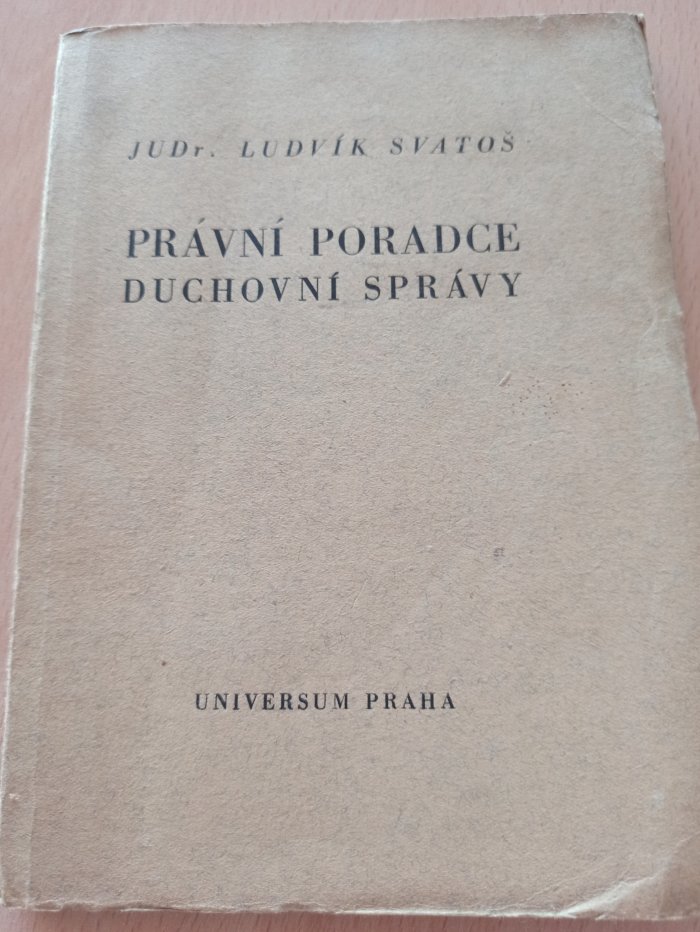 JUDr. LUDVÍK SVATOŠ
PRÁVNÍ PORADCE
DUCHOVNÍ SPRÁVY
UNIVERSUM PRAHA